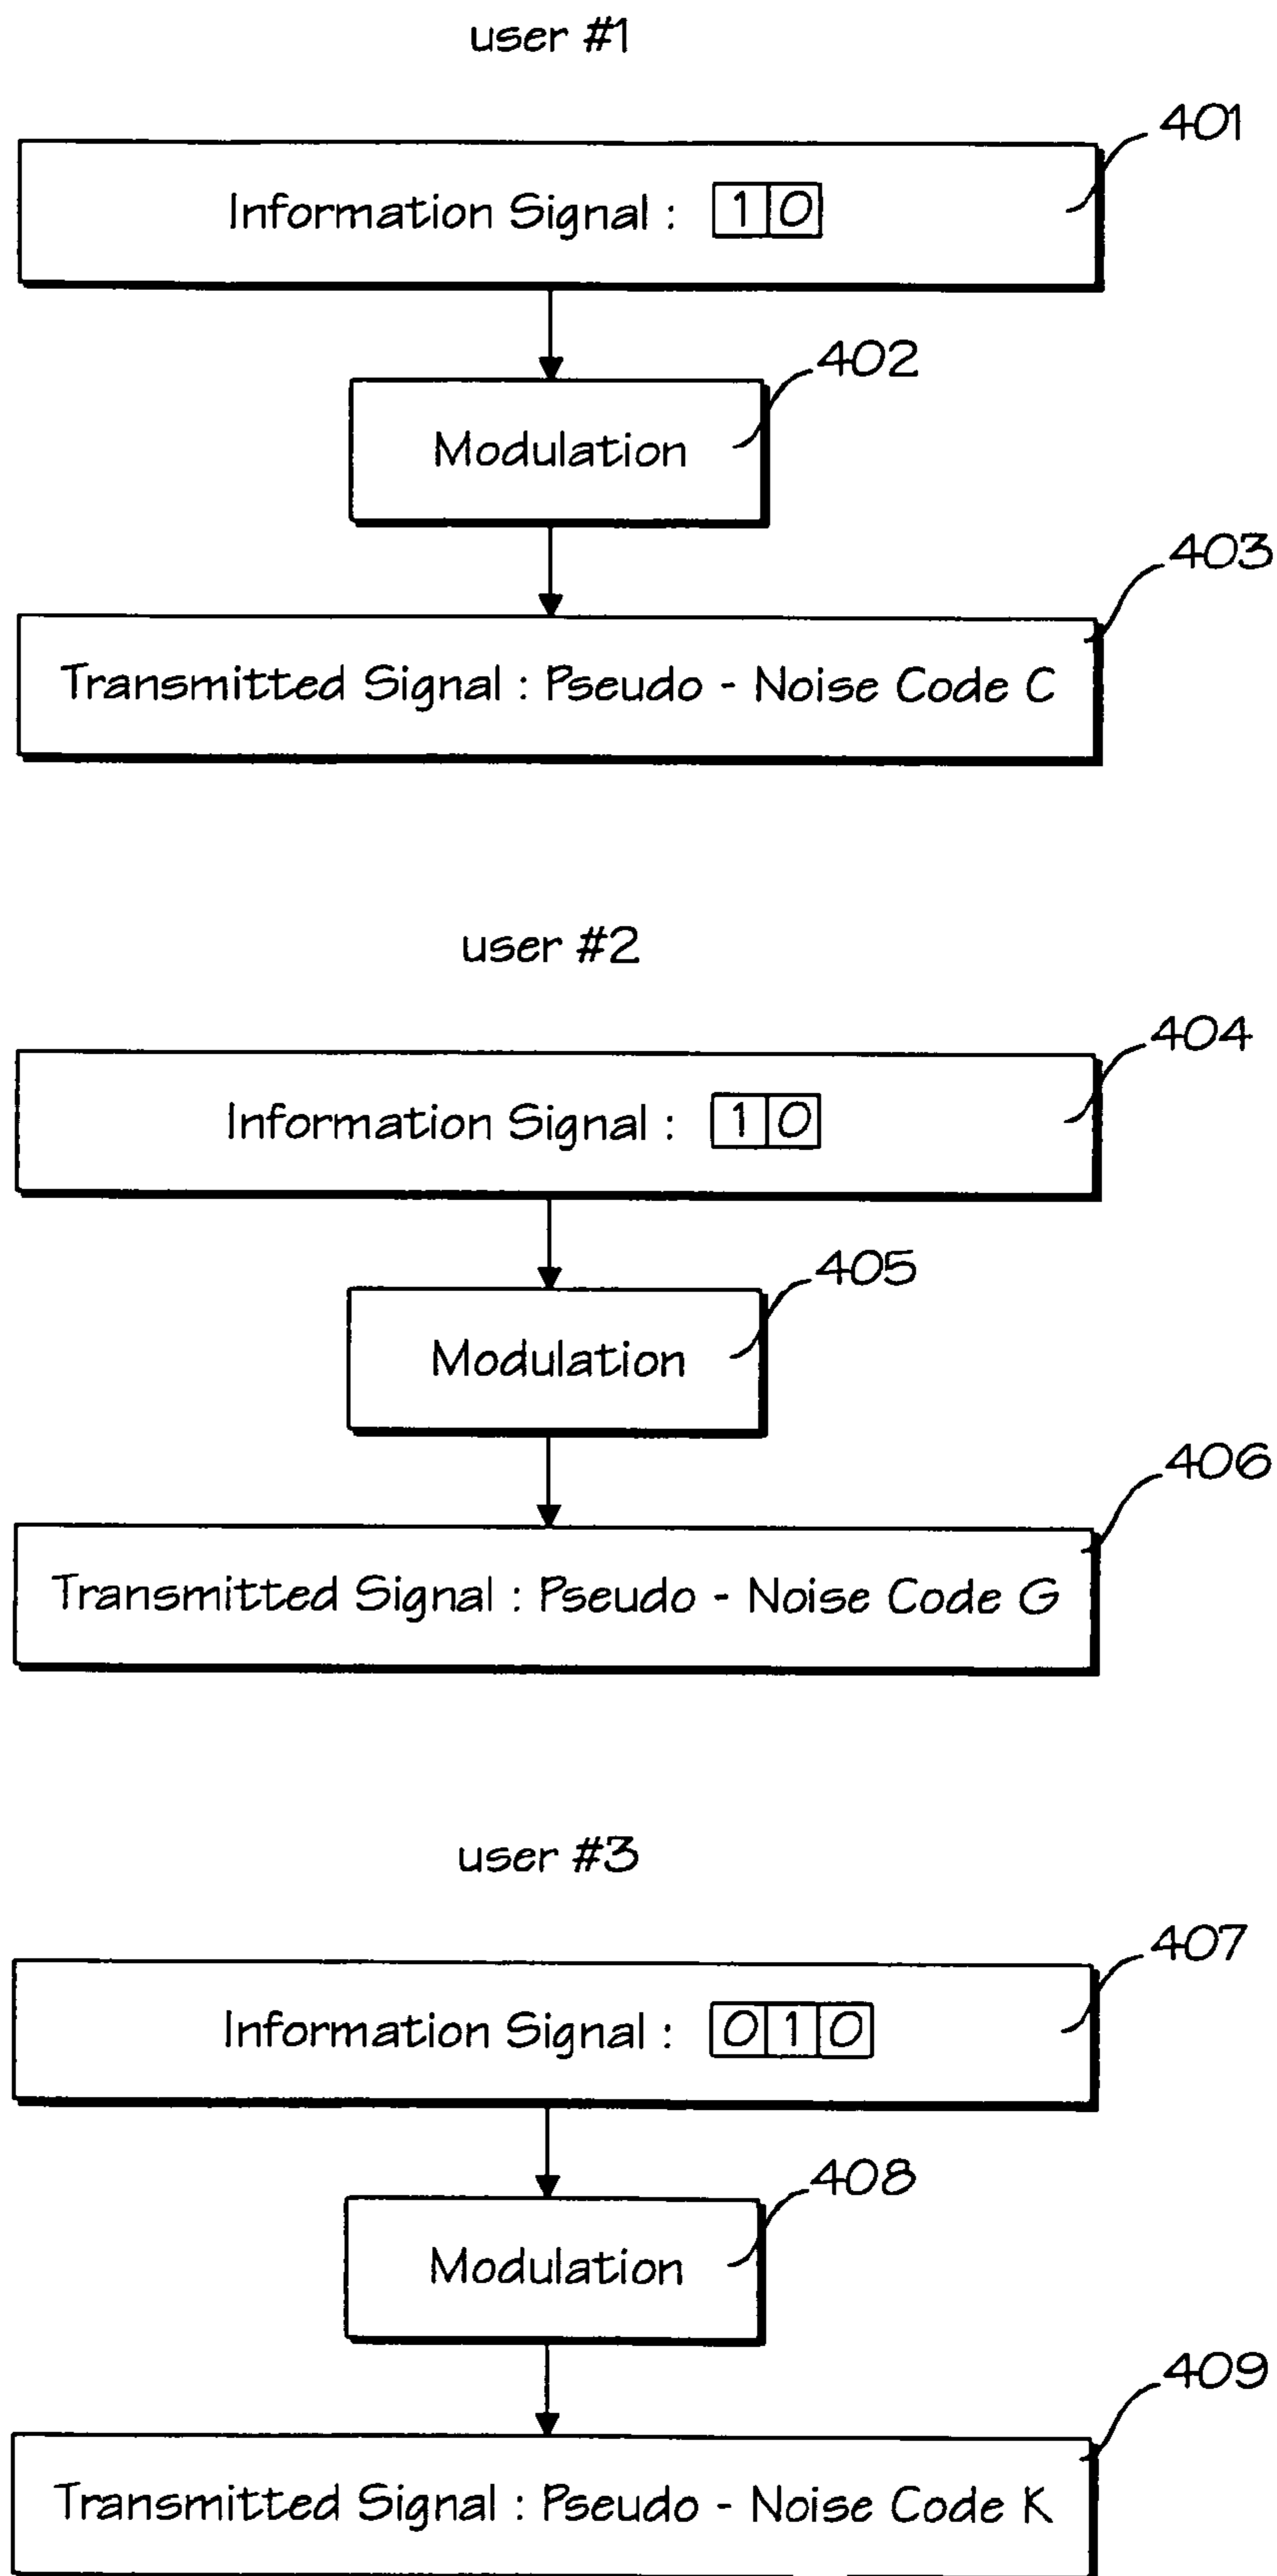 user #1
401
Information Signal : 1 0
402
Modulation
403
Transmitted Signal : Pseudo - Noise Code C
user #2
404
Information Signal : 1 0
405
Modulation
406
Transmitted Signal : Pseudo - Noise Code G
user #3
407
Information Signal : 0 1 0
408
Modulation
409
Transmitted Signal : Pseudo - Noise Code K